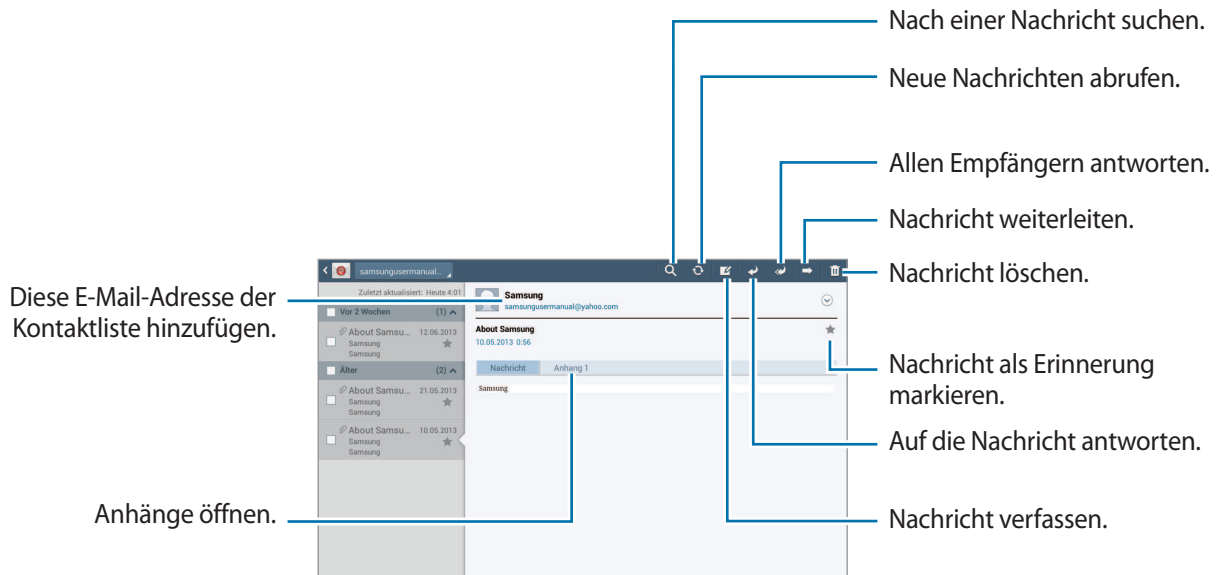 Nach einer Nachricht suchen.
Neue Nachrichten abrufen.
Allen Empfängern antworten.
Nachricht weiterleiten.
Nachricht löschen.
Diese E-Mail-Adresse der
Kontaktliste hinzufügen.
samsungusermanual...
Zuletzt aktualisiert: Heute 4:01
Vor 2 Wochen (1)
About Samsu... 12.06.2013
Samsung
Samsung
Älter (2)
About Samsu... 21.05.2013
Samsung
Samsung
About Samsu... 10.05.2013
Samsung
Samsung
Samsung
samsungusermanual@yahoo.com
About Samsung
10.05.2013 0:56
Nachricht Anhang 1
Samsung
Nachricht als Erinnerung
markieren.
Auf die Nachricht antworten.
Anhänge öffnen.
Nachricht verfassen.